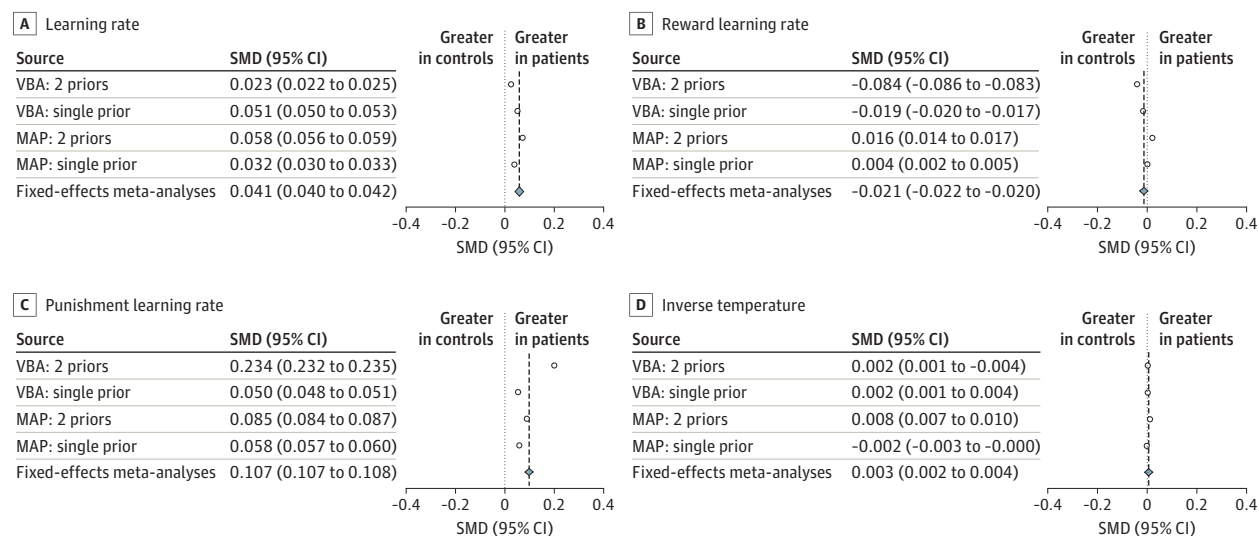 A Learning rate
Source SMD (95% CI) Greater in controls Greater in patients
VBA: 2 priors 0.023 (0.022 to 0.025)
VBA: single prior 0.051 (0.050 to 0.053)
MAP: 2 priors 0.058 (0.056 to 0.059)
MAP: single prior 0.032 (0.030 to 0.033)
Fixed-effects meta-analyses 0.041 (0.040 to 0.042)
-0.4 -0.2 0 0.2 0.4
SMD (95% CI)
B Reward learning rate
Source SMD (95% CI) Greater in controls Greater in patients
VBA: 2 priors -0.084 (-0.086 to -0.083)
VBA: single prior -0.019 (-0.020 to -0.017)
MAP: 2 priors 0.016 (0.014 to 0.017)
MAP: single prior 0.004 (0.002 to 0.005)
Fixed-effects meta-analyses -0.021 (-0.022 to -0.020)
-0.4 -0.2 0 0.2 0.4
SMD (95% CI)
C Punishment learning rate
Source SMD (95% CI) Greater in controls Greater in patients
VBA: 2 priors 0.234 (0.232 to 0.235)
VBA: single prior 0.050 (0.048 to 0.051)
MAP: 2 priors 0.085 (0.084 to 0.087)
MAP: single prior 0.058 (0.057 to 0.060)
Fixed-effects meta-analyses 0.107 (0.107 to 0.108)
-0.4 -0.2 0 0.2 0.4
SMD (95% CI)
D Inverse temperature
Source SMD (95% CI) Greater in controls Greater in patients
VBA: 2 priors 0.002 (0.001 to -0.004)
VBA: single prior 0.002 (0.001 to 0.004)
MAP: 2 priors 0.008 (0.007 to 0.010)
MAP: single prior -0.002 (-0.003 to -0.000)
Fixed-effects meta-analyses 0.003 (0.002 to 0.004)
-0.4 -0.2 0 0.2 0.4
SMD (95% CI)